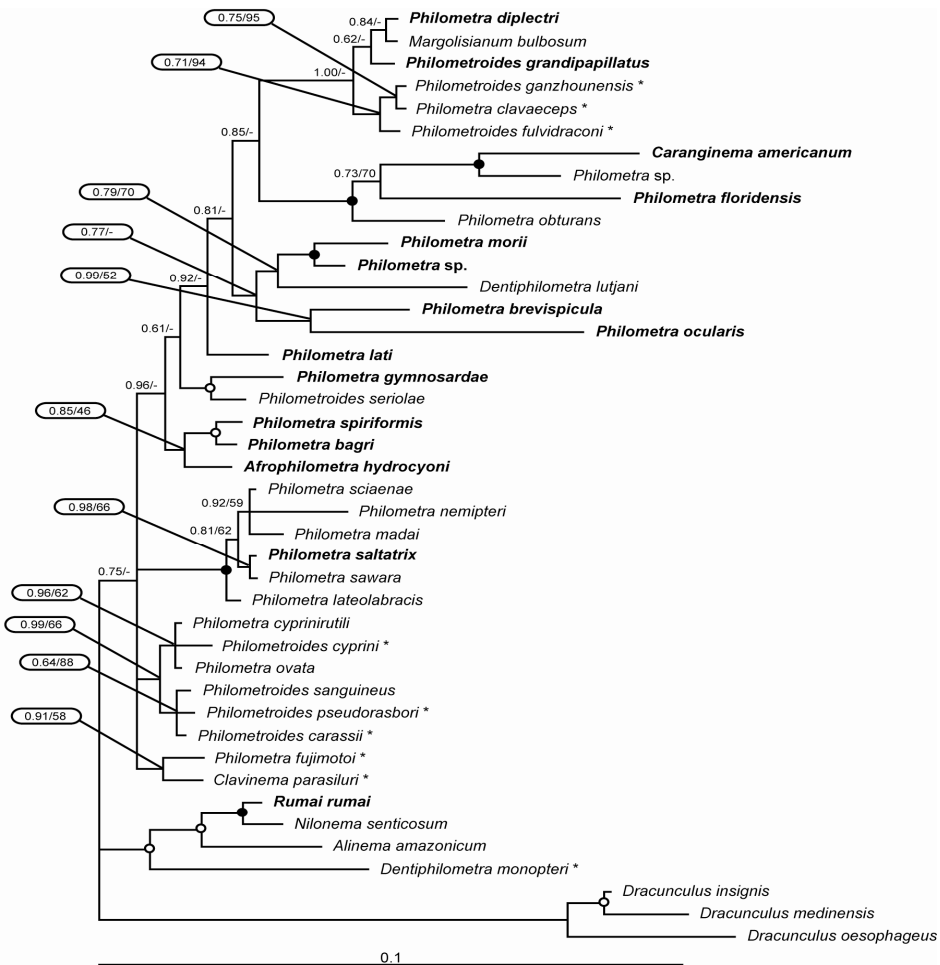 0.75/95
0.84/-
Philometra diplectri
0.62/-
Margolisianum bulbosum
0.71/94
Philometroides grandipapillatus
1.00/-
Philometroides ganzhounensis *
Philometra clavaeceps *
Philometroides fulvidraconi *
0.85/-
Caranginema americanum
0.73/70
Philometra sp.
0.79/70
Philometra floridensis
0.81/-
Philometra obturans
0.77/-
Philometra morii
Philometra sp.
0.99/52
0.92/-
Dentiphilometra lutjani
Philometra brevispicula
0.61/-
Philometra ocularis
Philometra lati
Philometra gymnosardae
0.96/-
Philometroides seriolae
0.85/46
Philometra spiriformis
Philometra bagri
Afrophilometra hydrocyoni
Philometra sciaenae
0.98/66
0.92/59
Philometra nemipteri
0.81/62
Philometra madai
Philometra saltatrix
0.75/-
Philometra sawara
0.96/62
Philometra lateolabracis
0.99/66
Philometra cyprinirutili
Philometroides cyprini *
0.64/88
Philometra ovata
Philometroides sanguineus
0.91/58
Philometroides pseudorasbori *
Philometroides carassii *
Philometra fujimotoi *
Clavinema parasiluri *
Rumai rumai
Nilonema senticosum
Alinema amazonicum
Dentiphilometra monopteri *
Dracunculus insignis
Dracunculus medinensis
Dracunculus oesophageus
0.1